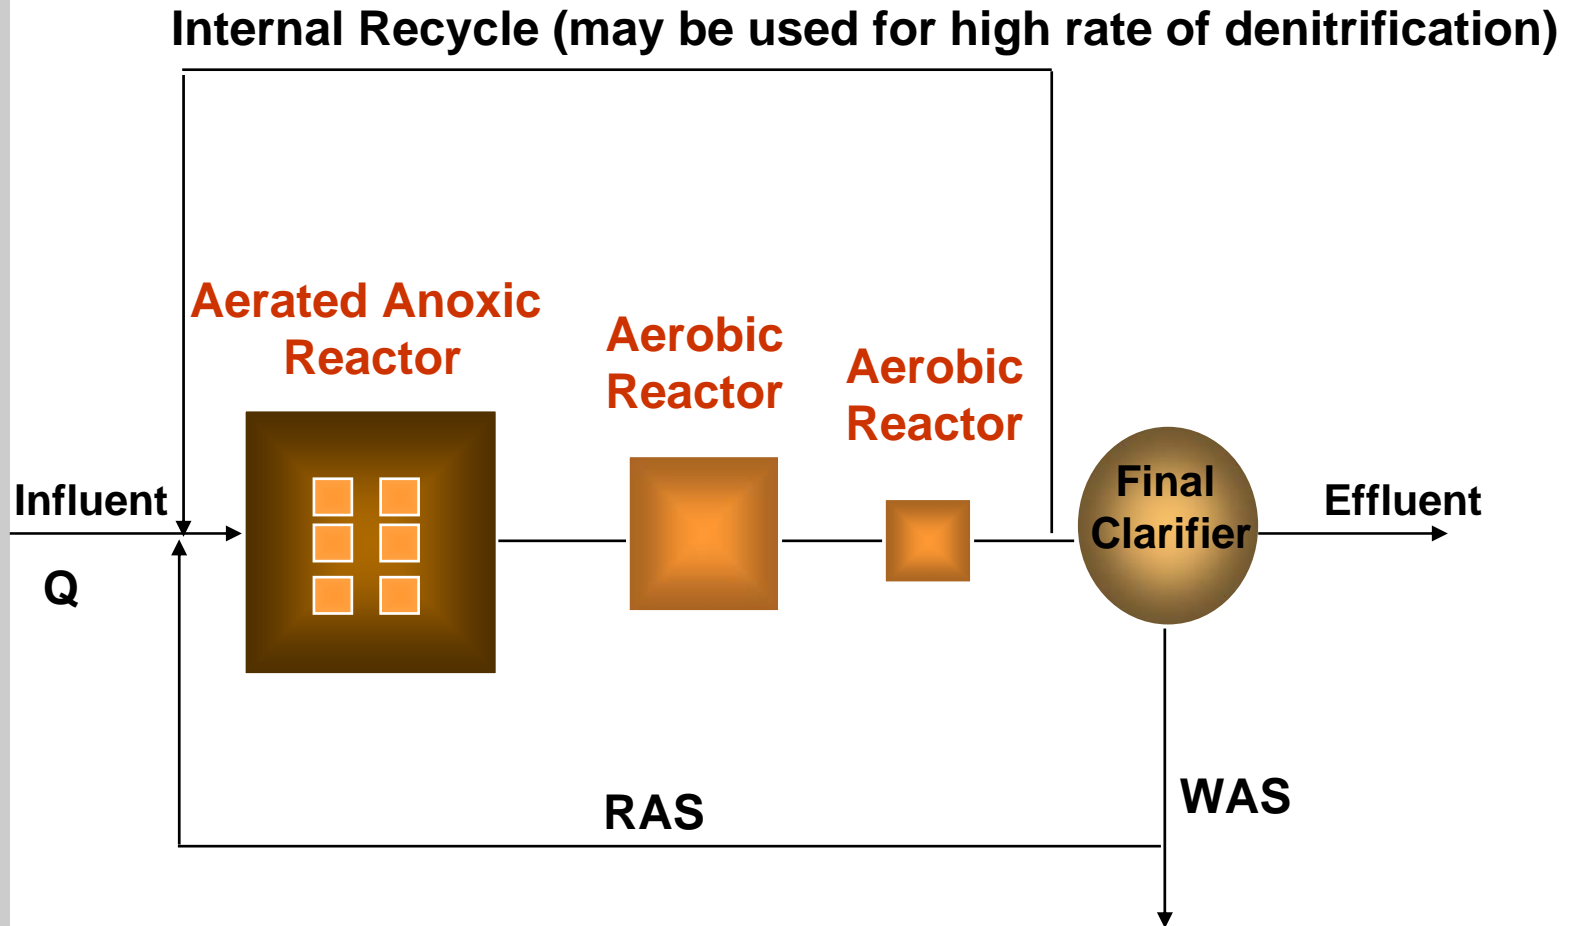 Internal Recycle (may be used for high rate of denitrification)
Aerated Anoxic
Reactor
Aerobic
Reactor
Aerobic
Reactor
Influent
Q
Final
Clarifier
Effluent
RAS
WAS